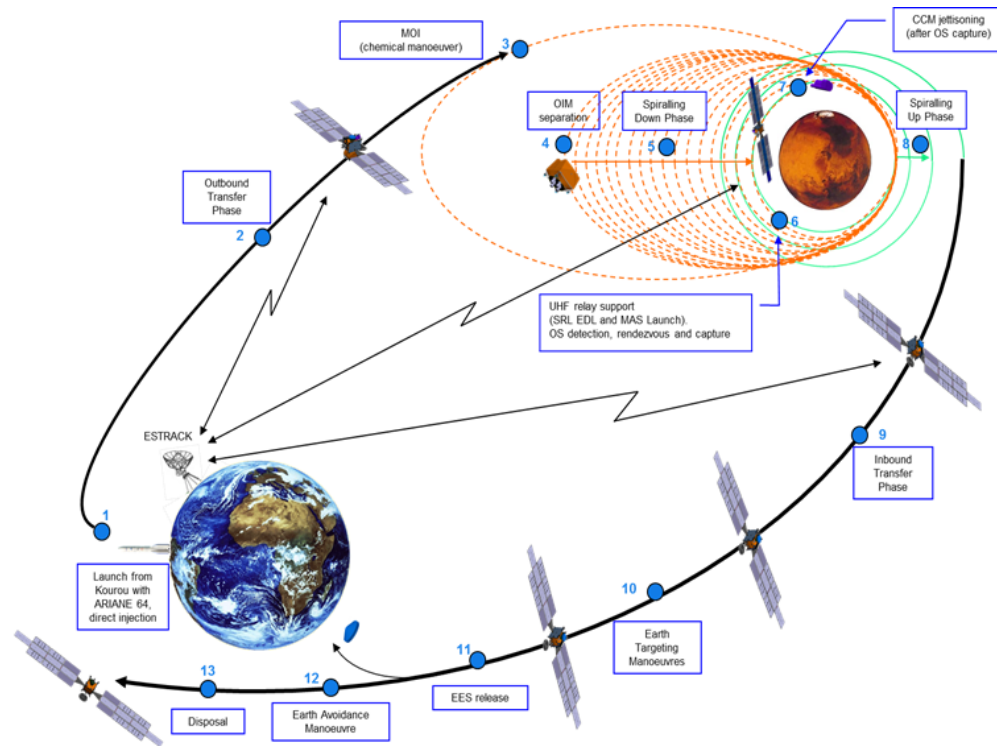 MOI
(chemical manoeuver)
3
CCM jettisoning
(after OS capture)
7
OIM
separation
4
Spiralling
Down Phase
5
Spiralling
Up Phase
8
Outbound
Transfer
Phase
2
6
UHF relay support
(SRL EDL and MAS Launch).
OS detection, rendezvous and capture
ESTRACK
1
Launch from
Kourou with
ARIANE 64,
direct injection
9
Inbound
Transfer
Phase
10
Earth
Targeting
Manoeuvres
11
EES release
12
Earth Avoidance
Manoeuvre
13
Disposal